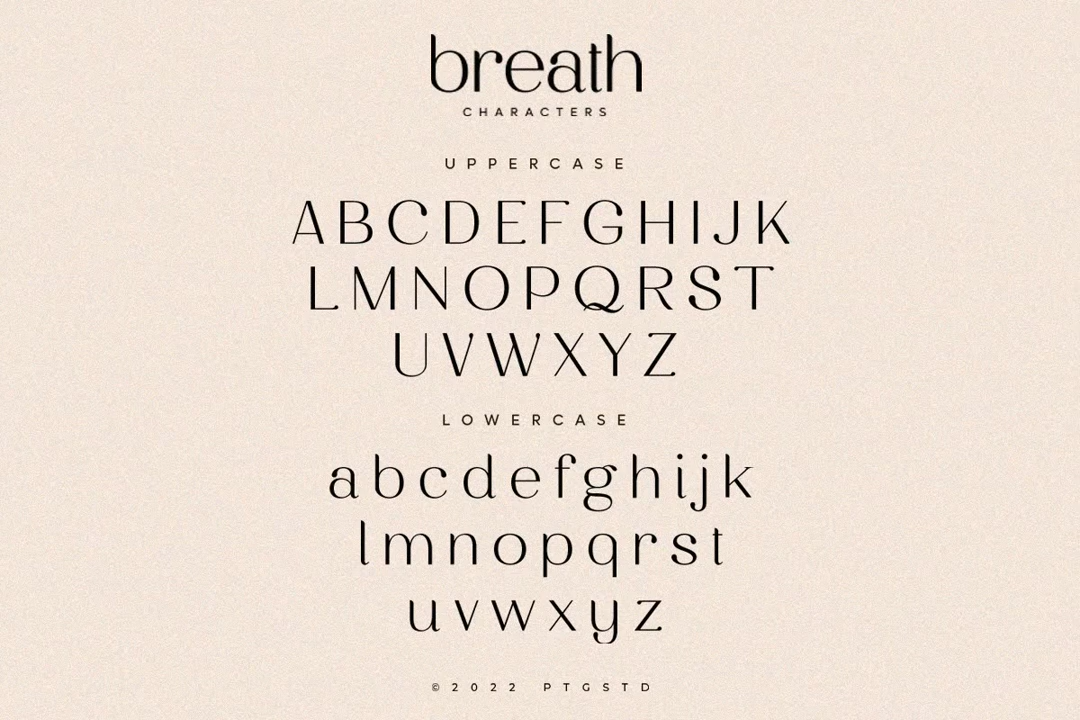 breath
CHARACTERS
UPPERCASE
ABCDEFGHIJK
LMNOPQRST
UVWXYZ
LOWERCASE
abcdefghijk
lmnopqrst
uvwxyz
©2022 PTGSTD